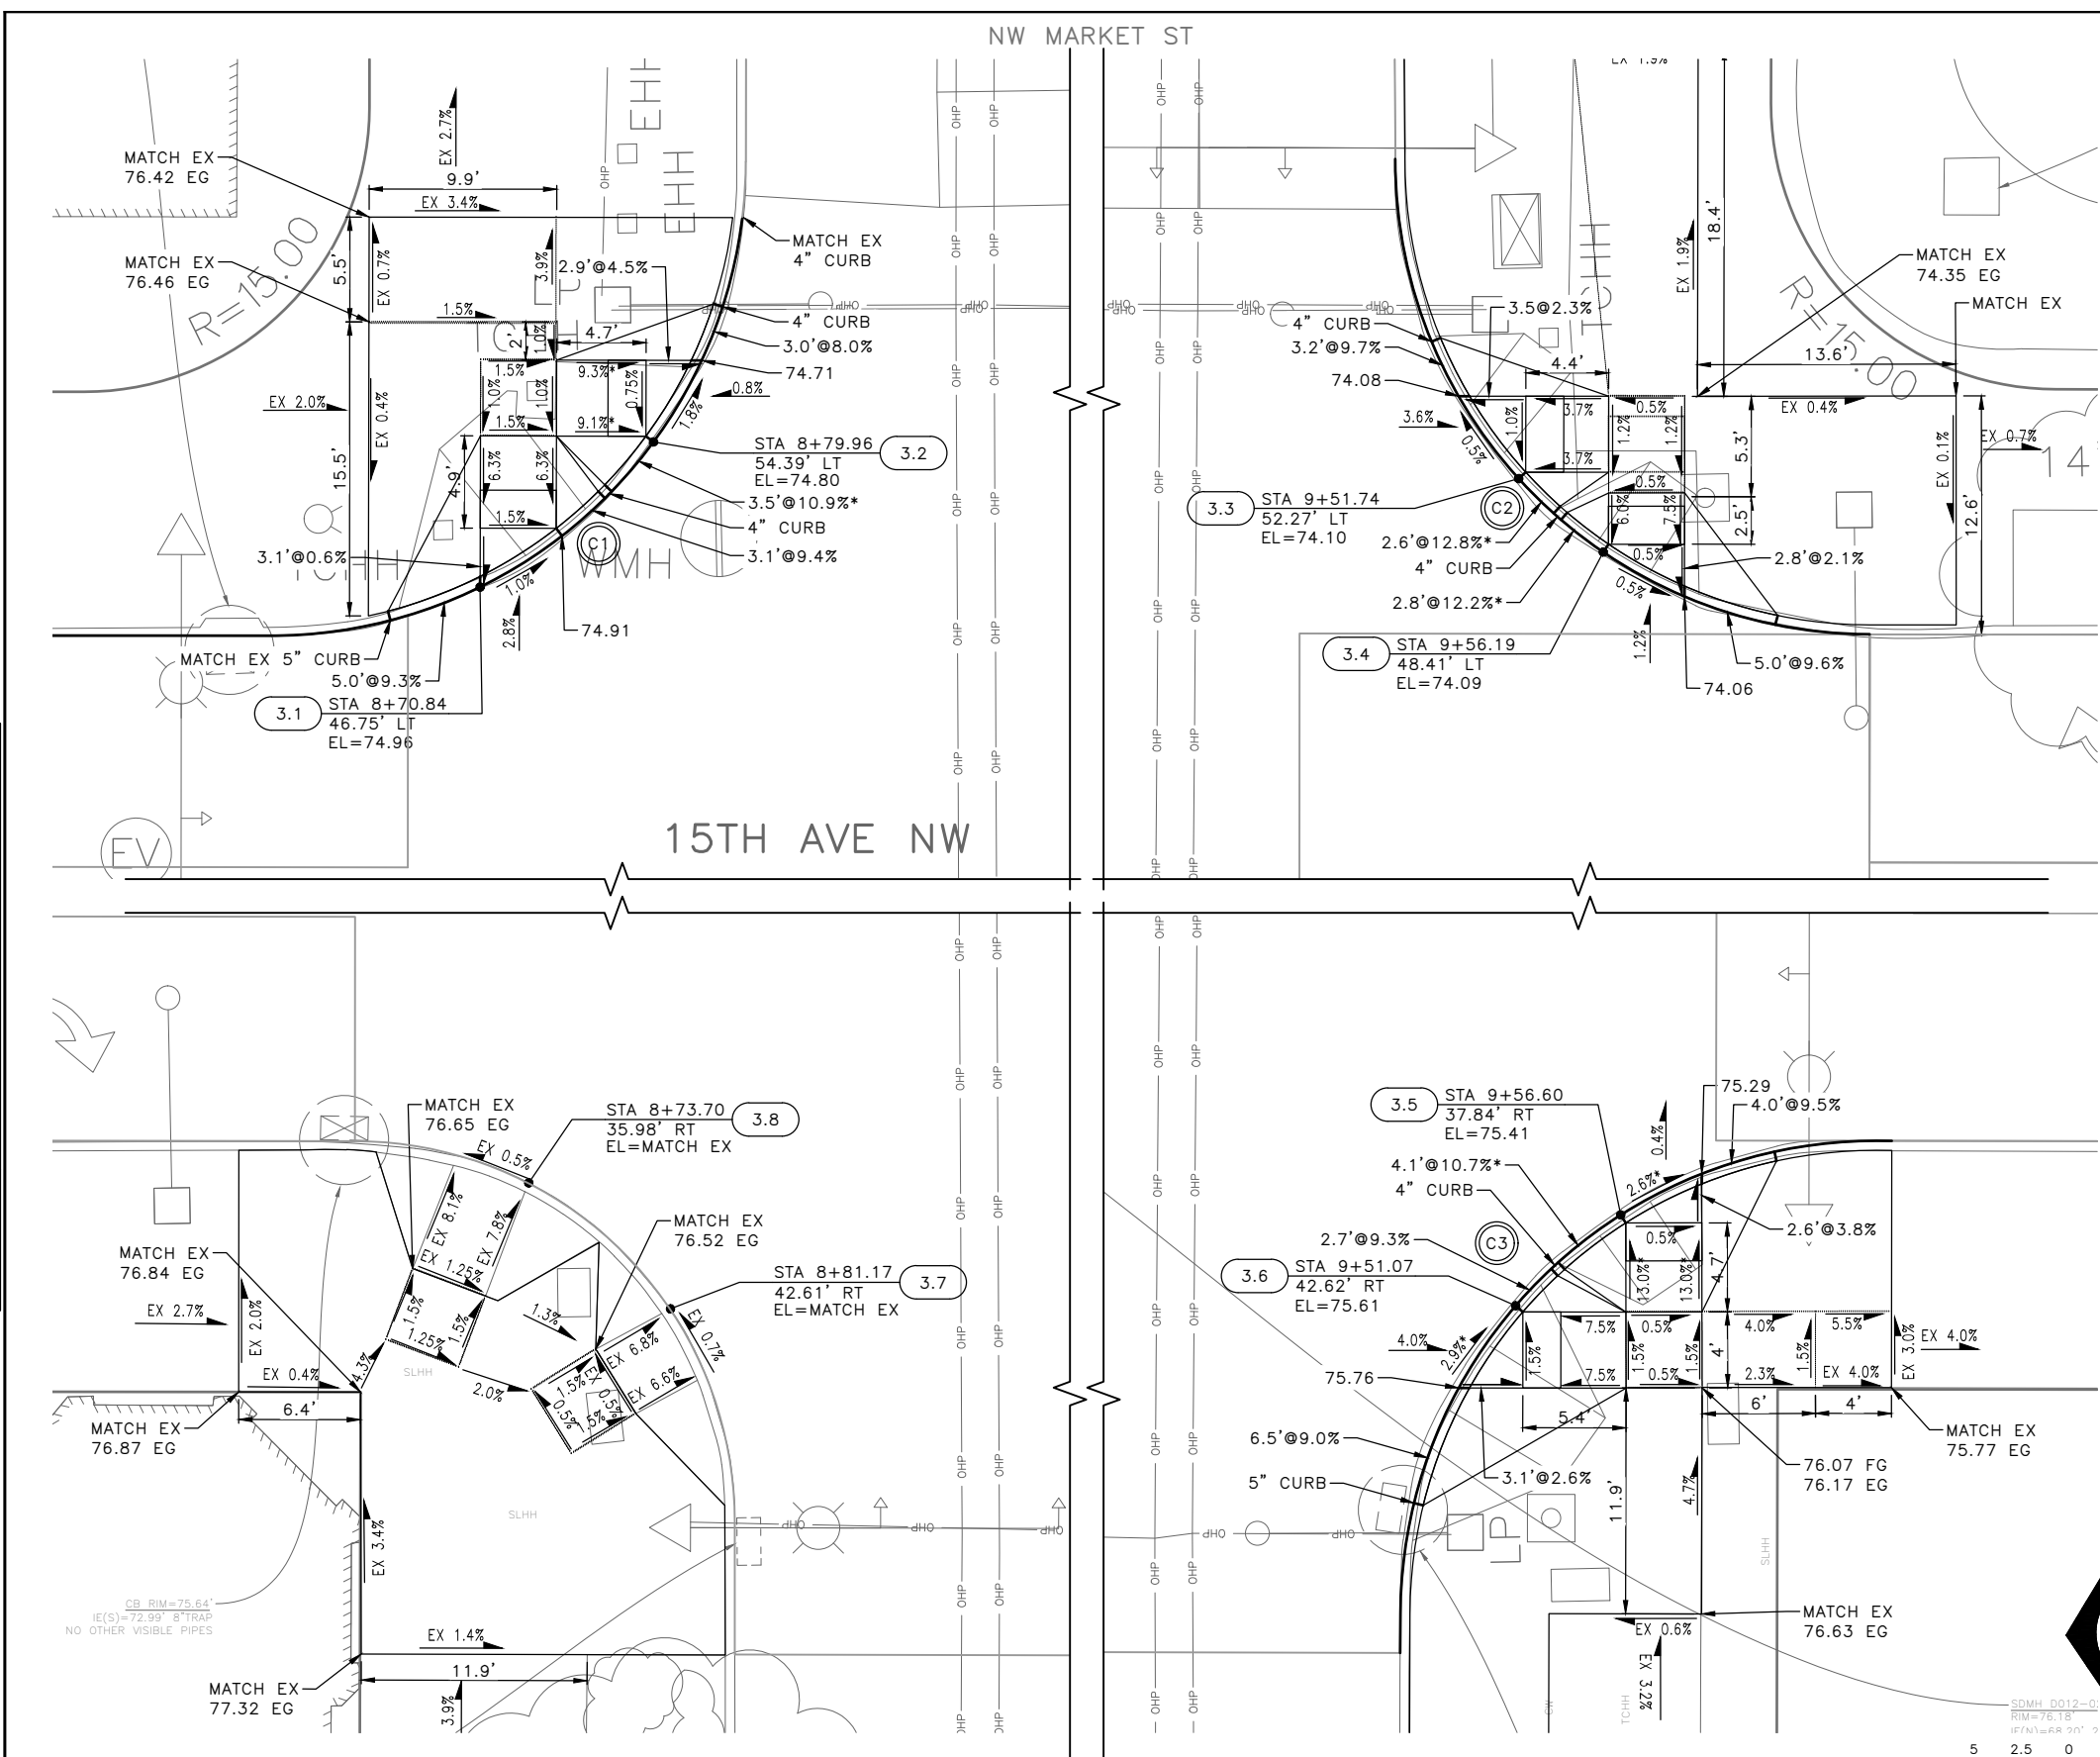 NW MARKET ST
MATCH EX
76.42 EG
EX 2.7%
9.9'
EX 3.4%
R=15.00
MATCH EX
76.46 EG
5.5'
EX 0.7%
3.9%
2.9'@4.5%
MATCH EX
4" CURB
1.5%
2'
1.0%
4.7'
4" CURB
3.0'@8.0%
74.71
0.8%
1.8%
EX 2.0%
EX 0.4%
15.5'
1.5%
9.3%*
0.75%
1.0%
1.0%
1.5%
9.1%*
4.9'
6.3%
6.3%
1.5%
STA 8+79.96
54.39' LT
EL=74.80
3.2
3.5'@10.9%*
4" CURB
3.1'@9.4%
C1
WMH
3.1'@0.6%
1.0%
2.8%
74.91
MATCH EX 5" CURB
5.0'@9.3%
3.1
STA 8+70.84
46.75' LT
EL=74.96
EV
15TH AVE NW
EHH
EHH
OHP
OHP
EX 1.9%
18.4'
EX 1.9%
R=15.00
MATCH EX
74.35 EG
MATCH EX
3.5@2.3%
4" CURB
3.2'@9.7%
74.08
4.4'
13.6'
3.6%
0.5%
1.0%
3.7%
3.7%
0.5%
1.2%
1.2%
0.5%
EX 0.4%
EX 0.1%
EX 0.7%
5.3'
2.5'
12.6'
6.0%
7.5%
0.5%
3.3
STA 9+51.74
52.27' LT
EL=74.10
C2
2.6'@12.8%*
4" CURB
2.8'@12.2%*
2.8'@2.1%
0.5%
1.2%
5.0'@9.6%
74.06
3.4
STA 9+56.19
48.41' LT
EL=74.09
14
MATCH EX
76.65 EG
STA 8+73.70
35.98' RT
EL=MATCH EX
3.8
EX 0.5%
EX 8.1%
EX 7.8%
EX 1.25%
1.5%
1.25%
1.5%
MATCH EX
76.52 EG
MATCH EX
76.84 EG
EX 2.7%
EX 2.0%
EX 0.4%
4.3%
6.4'
MATCH EX
76.87 EG
SLHH
2.0%
1.3%
STA 8+81.17
42.61' RT
EL=MATCH EX
3.7
EX 0.7%
EX 6.8%
EX 6.6%
1.5%
EX 0.5%
0.5%
1.5%
SLHH
EX 3.4%
CB RIM=75.64'
IE(S)=72.99' 8"TRAP
NO OTHER VISIBLE PIPES
EX 1.4%
11.9'
3.9%
MATCH EX
77.32 EG
3.5
STA 9+56.60
37.84' RT
EL=75.41
75.29
4.0'@9.5%
0.4%
4.1'@10.7%*
4" CURB
2.6%*
2.6'@3.8%
C3
2.7'@9.3%
3.6
STA 9+51.07
42.62' RT
EL=75.61
0.5%
13.0%*
13.0%*
4.7'
4.0%
2.9%*
1.5%
7.5%
0.5%
4.0%
5.5%
1.5%
1.5%
4'
1.5%
EX 3.0%
EX 4.0%
7.5%
0.5%
2.3%
EX 4.0%
75.76
5.4'
6'
4'
6.5'@9.0%
5" CURB
3.1'@2.6%
11.9'
4.7%
76.07 FG
76.17 EG
MATCH EX
75.77 EG
LP
SLHH
MATCH EX
76.63 EG
EX 0.6%
EX 3.2%
TCHH
RIM=76.18'
5 2.5 0